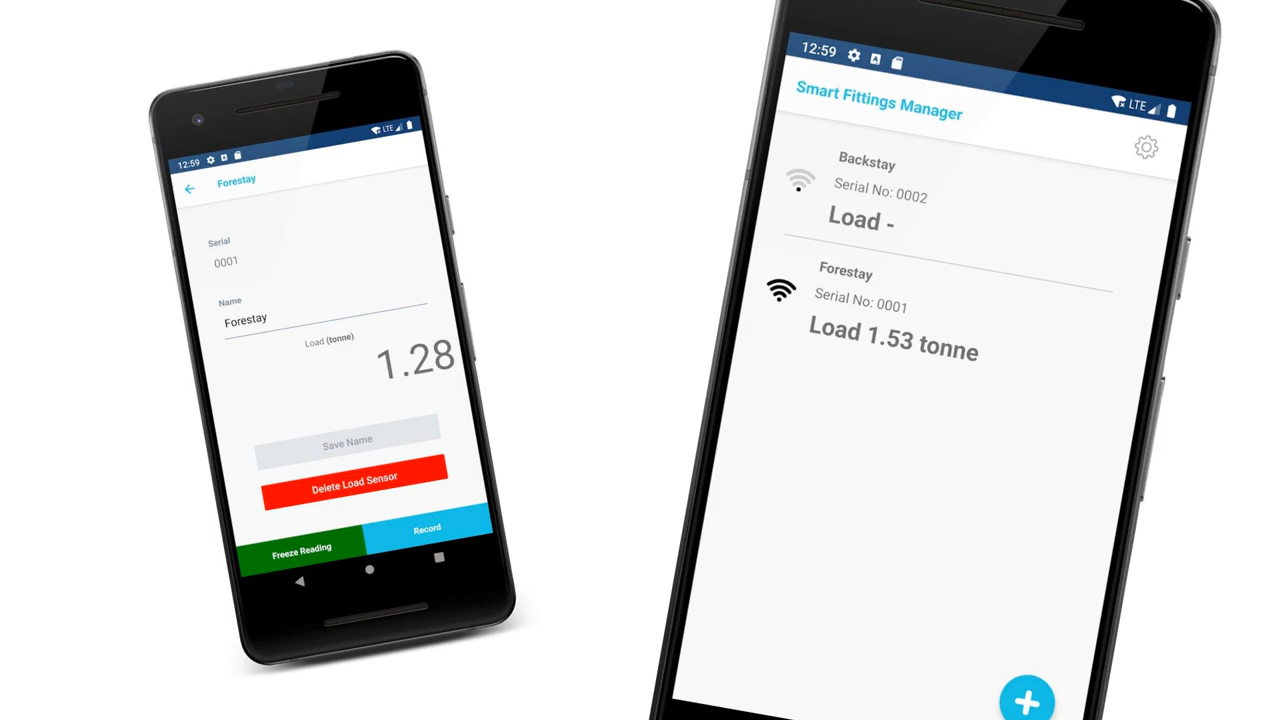 12:59
LTE
Forestay
Serial
0001
Name
Forestay
Load (tonne)
1.28
Save Name
Delete Load Sensor
Freeze Reading
Record
12:59
LTE
Smart Fittings Manager
Backstay
Serial No: 0002
Load -
Forestay
Serial No: 0001
Load 1.53 tonne